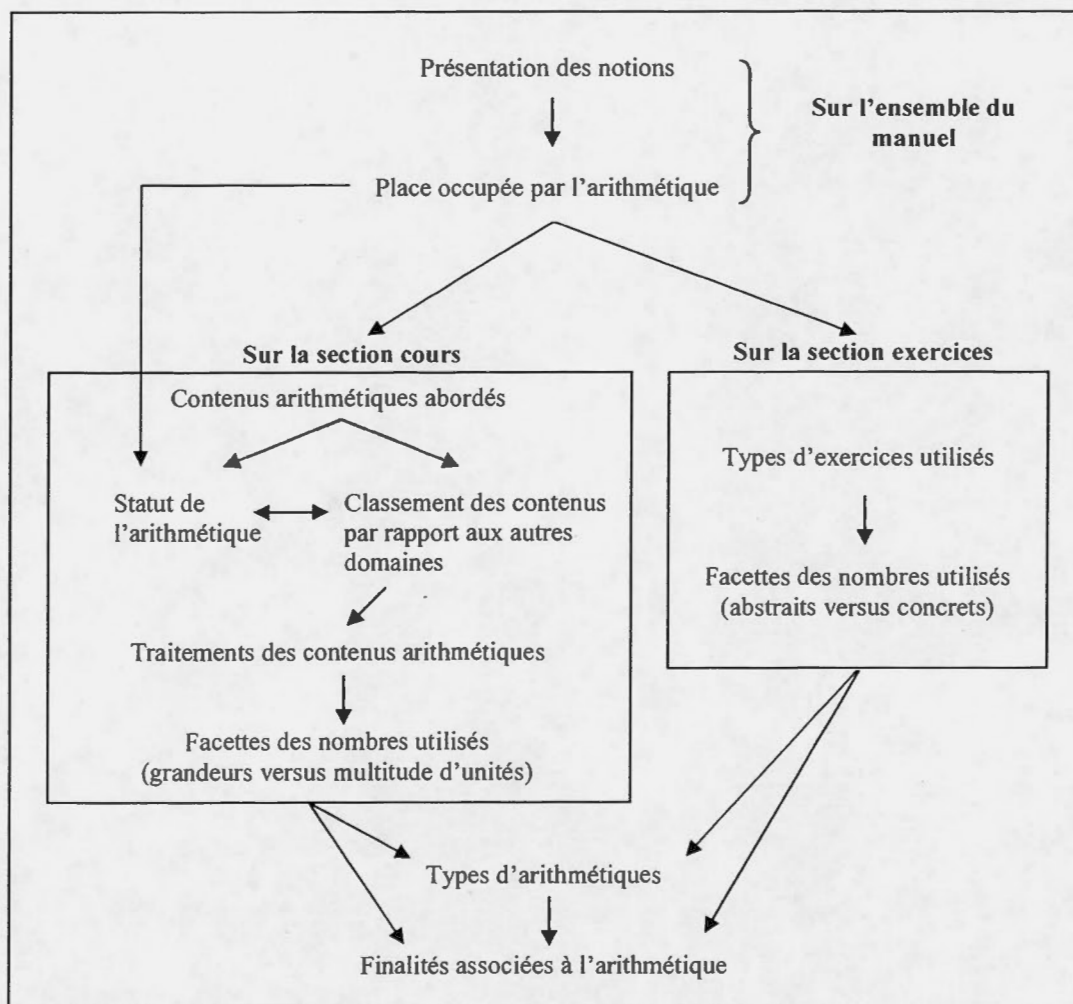 Présentation des notions
Sur l'ensemble du
manuel
Place occupée par l'arithmétique
Sur la section cours
Sur la section exercices
Contenus arithmétiques abordés
Types d'exercices utilisés
Statut de
l'arithmétique
Classement des contenus
par rapport aux autres
domaines
Facettes des nombres utilisés
(abstraits versus concrets)
Traitements des contenus arithmétiques
Facettes des nombres utilisés
(grandeurs versus multitude d'unités)
Types d'arithmétiques
Finalités associées à l'arithmétique